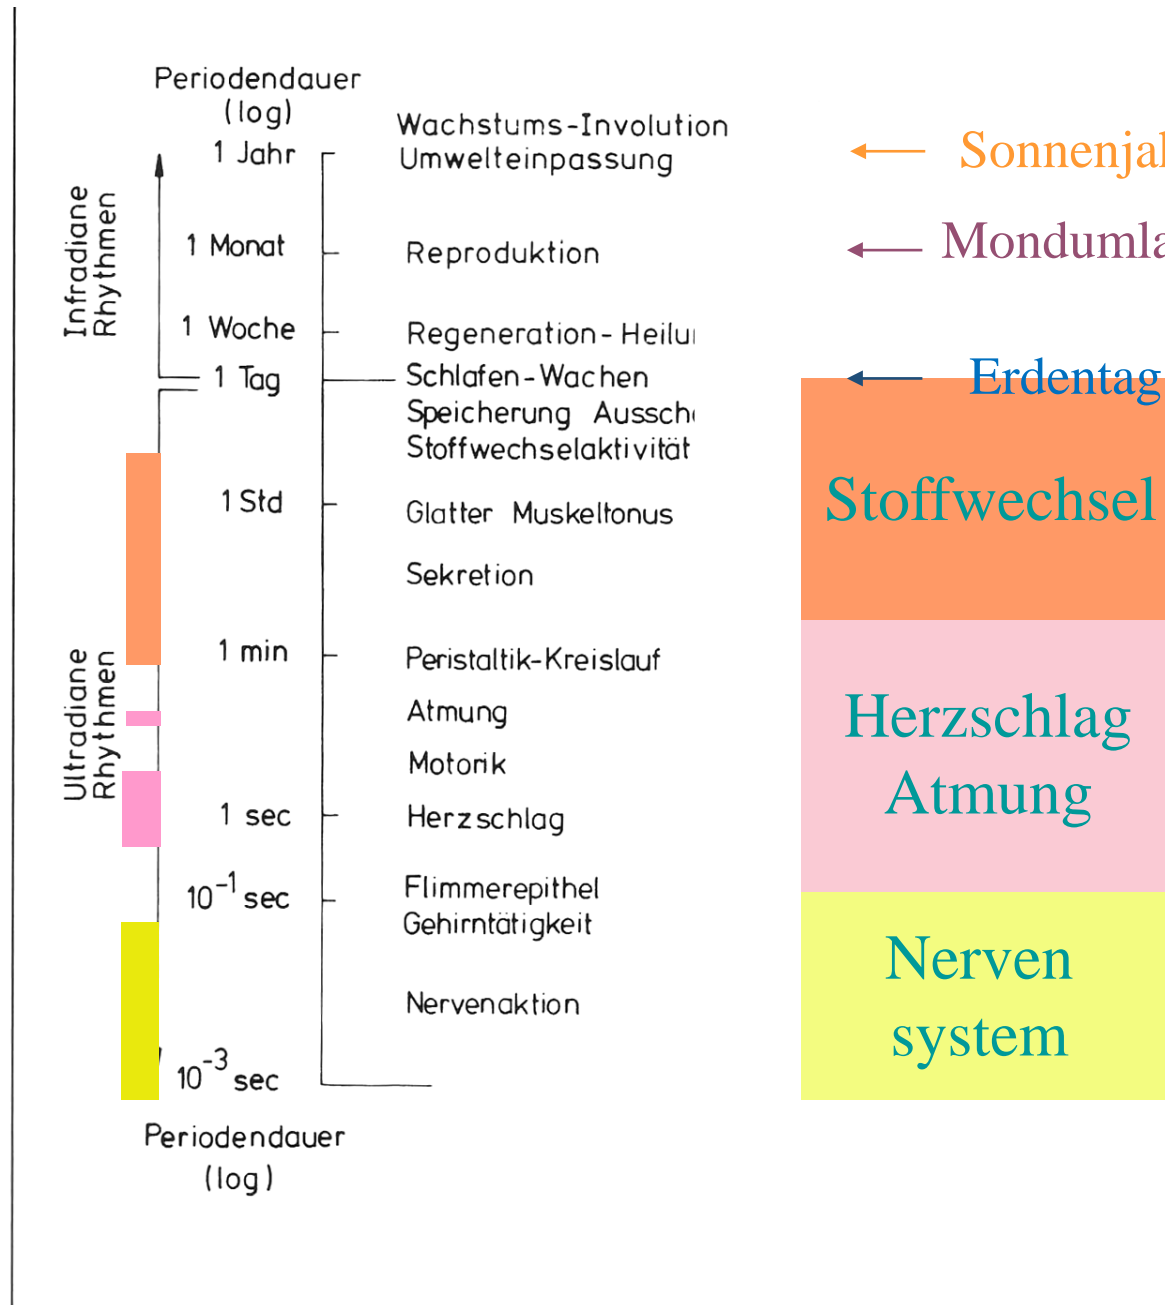 Periodendauer
(log)
Wachstums-Involution
1 Jahr Umwelteinpassung
Infradiane
Rhythmen
1 Monat Reproduktion
1 Woche Regeneration-
1 Tag Schlafen-Wachen Erdentag
Speicherung
Stoffwechselaktivität
1 Std Glatter Muskeltonus
Stoffwechsel
Sekretion
1 min Peristaltik-Kreislauf
Ultradiane
Rhythmen
Atmung
Motorik
1 sec Herzschlag
Herzschlag
Atmung
10⁻¹ sec Flimmerepithel
Gehirntätigkeit
Nervenaktion
Nerven
system
10⁻³ sec
Periodendauer
(log)